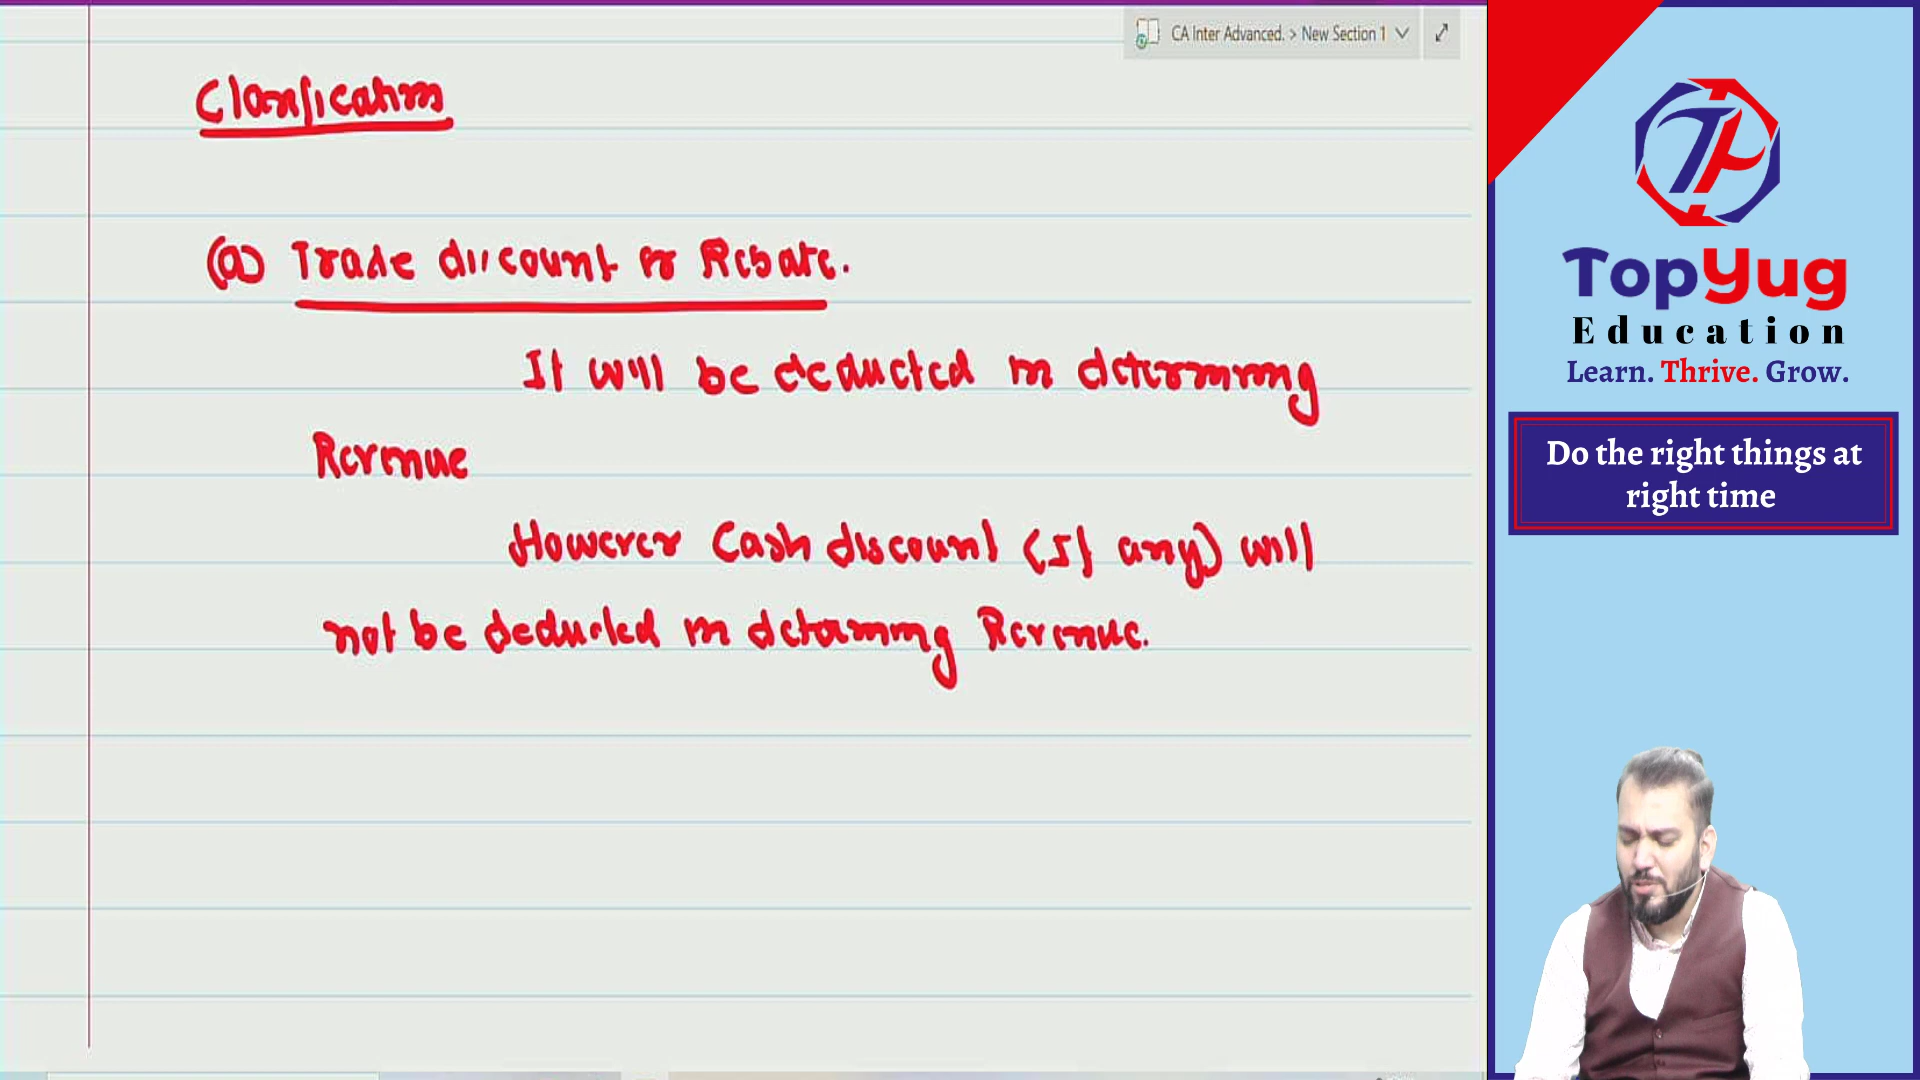 CA Inter Advanced. > New Section 1
Clarifications
(a) Trade discount or Rebate.
It will be deducted in determining
Revenue
However Cash discount (If any) will
not be deducted in determining Revenue.
TopYug
Education
Learn. Thrive. Grow.
Do the right things at
right time